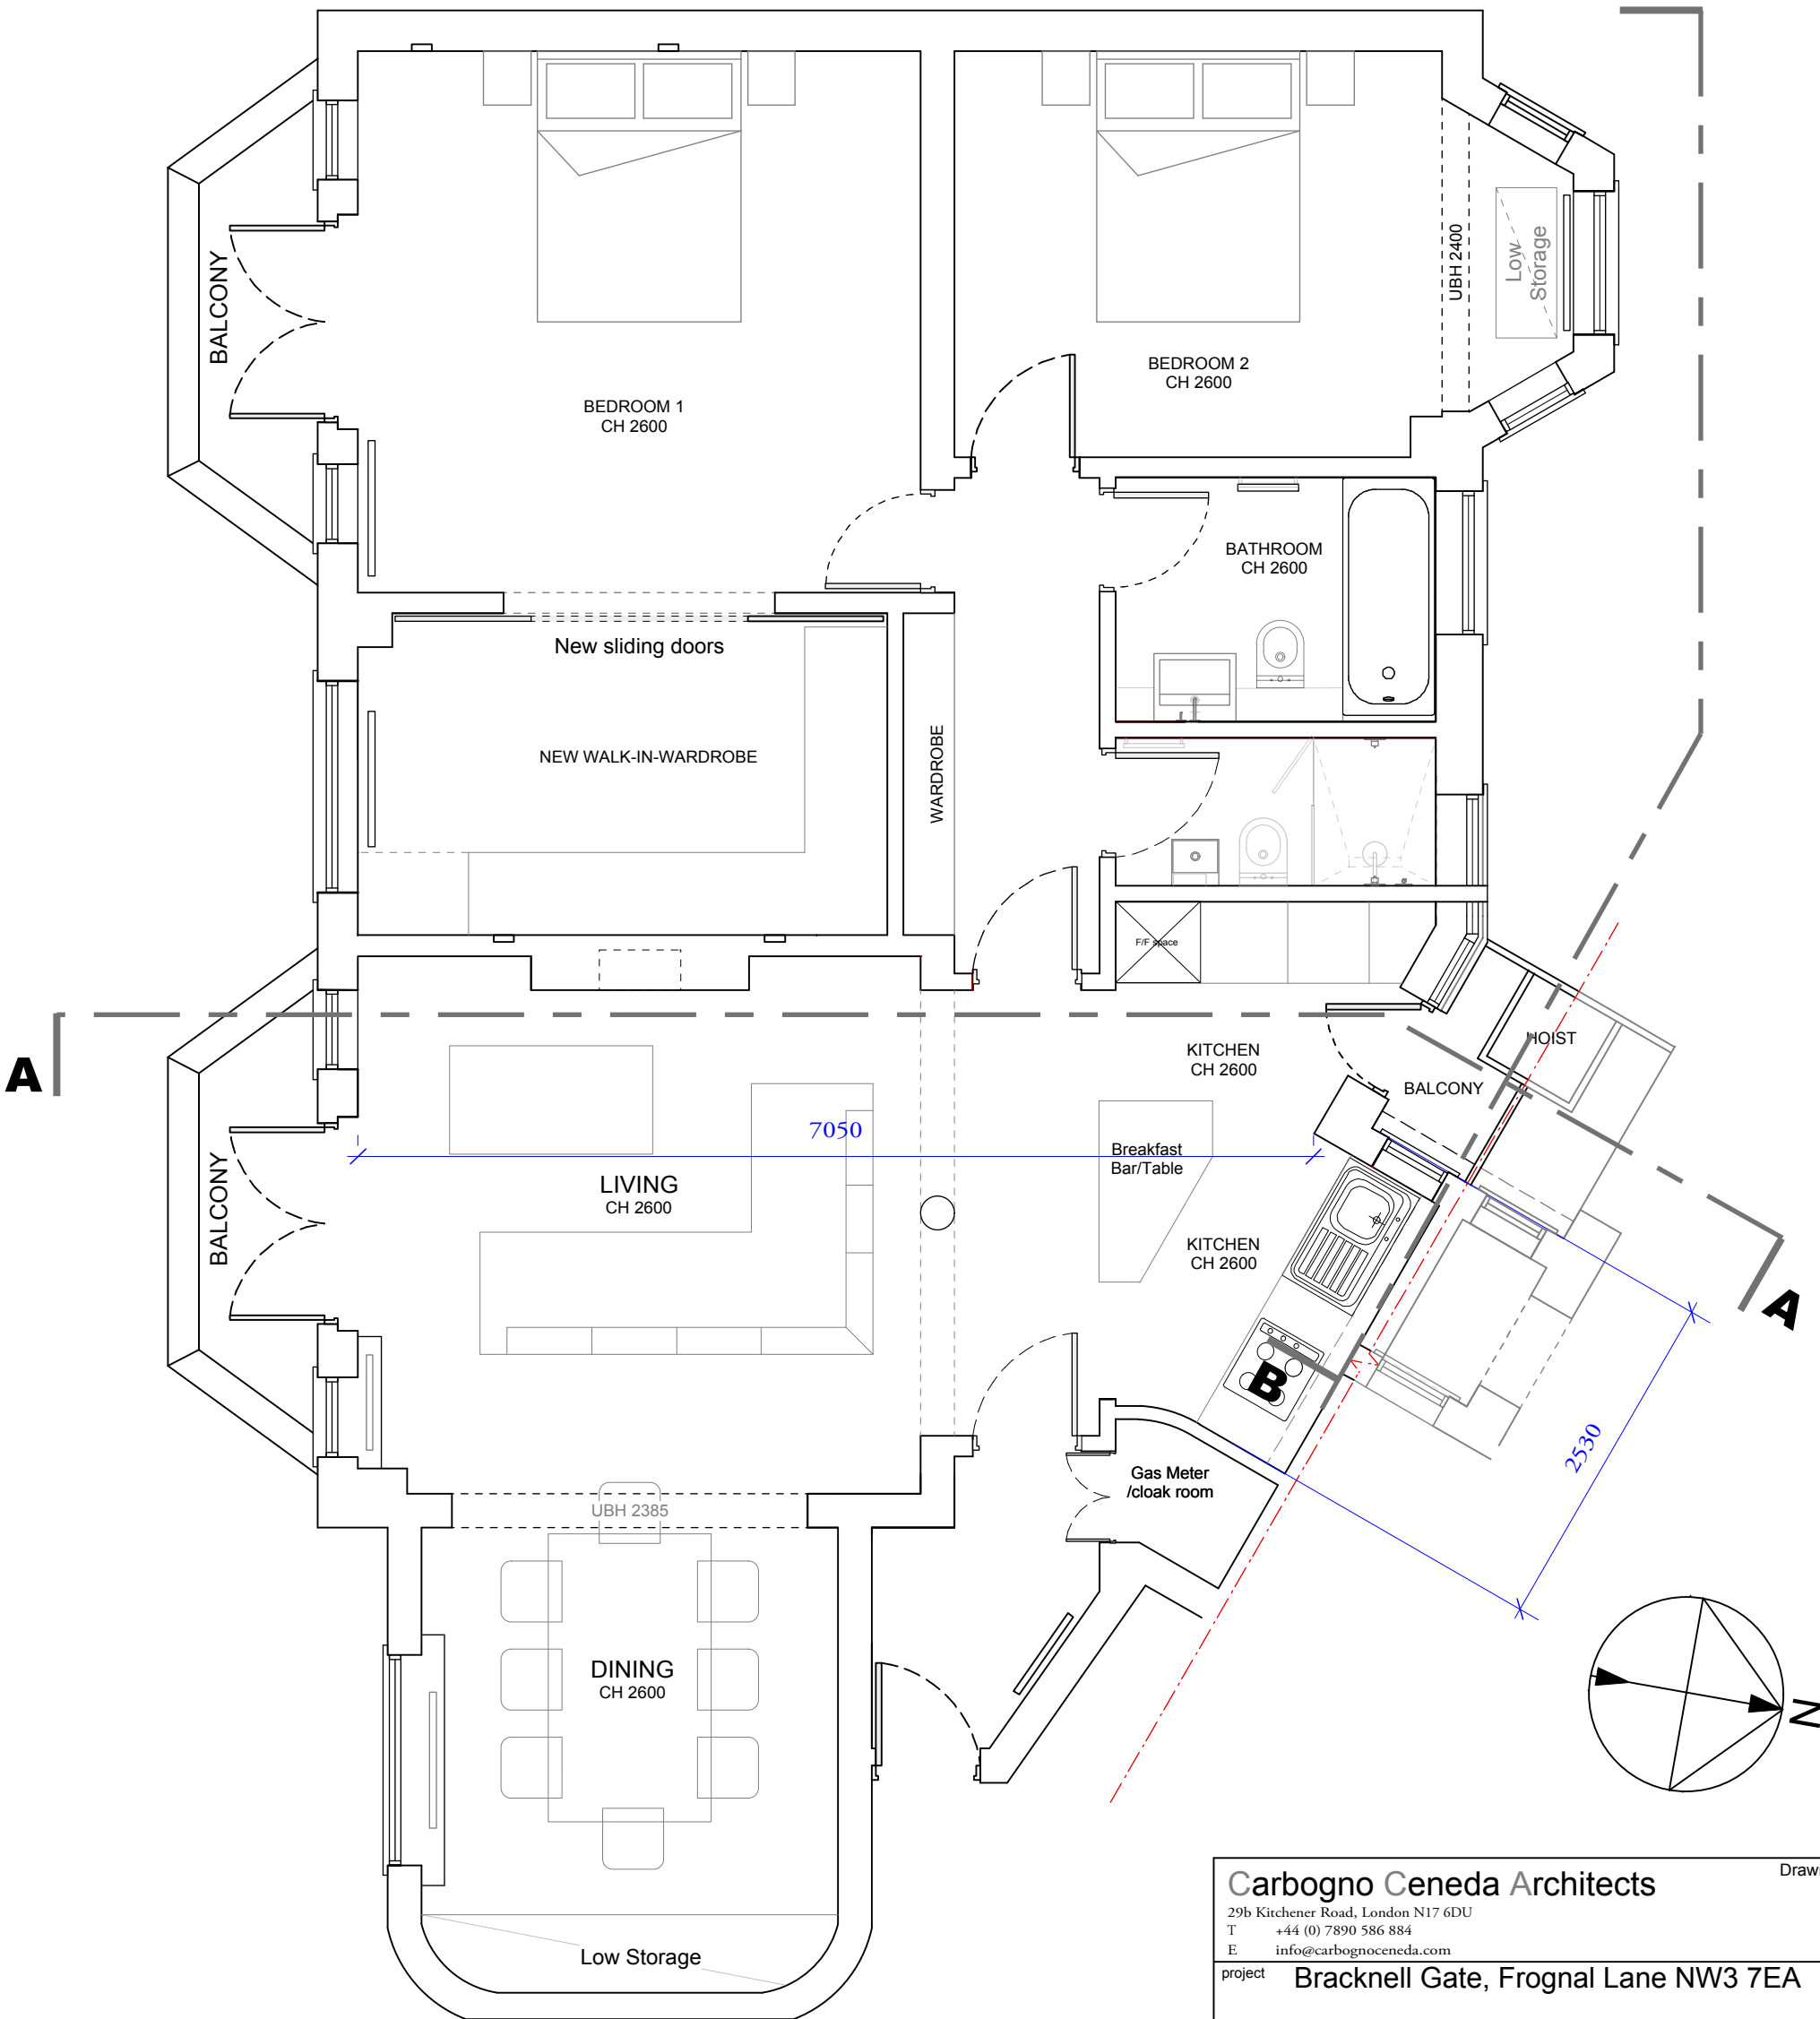 BALCONY
BEDROOM 1
CH 2600
BEDROOM 2
CH 2600
UBH 2400
Low
Storage
BATHROOM
CH 2600
New sliding doors
NEW WALK-IN-WARDROBE
WARDROBE
F/F space
A
KITCHEN
CH 2600
HOIST
BALCONY
7050
Breakfast
Bar/Table
BALCONY
LIVING
CH 2600
KITCHEN
CH 2600
A
B
2530
Gas Meter
/cloak room
UBH 2385
DINING
CH 2600
N
Low Storage
Carbogno Ceneda Architects
Draw
29b Kitchener Road, London N17 6DU
T +44 (0) 7890 586 884
E info@carbognoceneda.com
project Bracknell Gate, Frognal Lane NW3 7EA